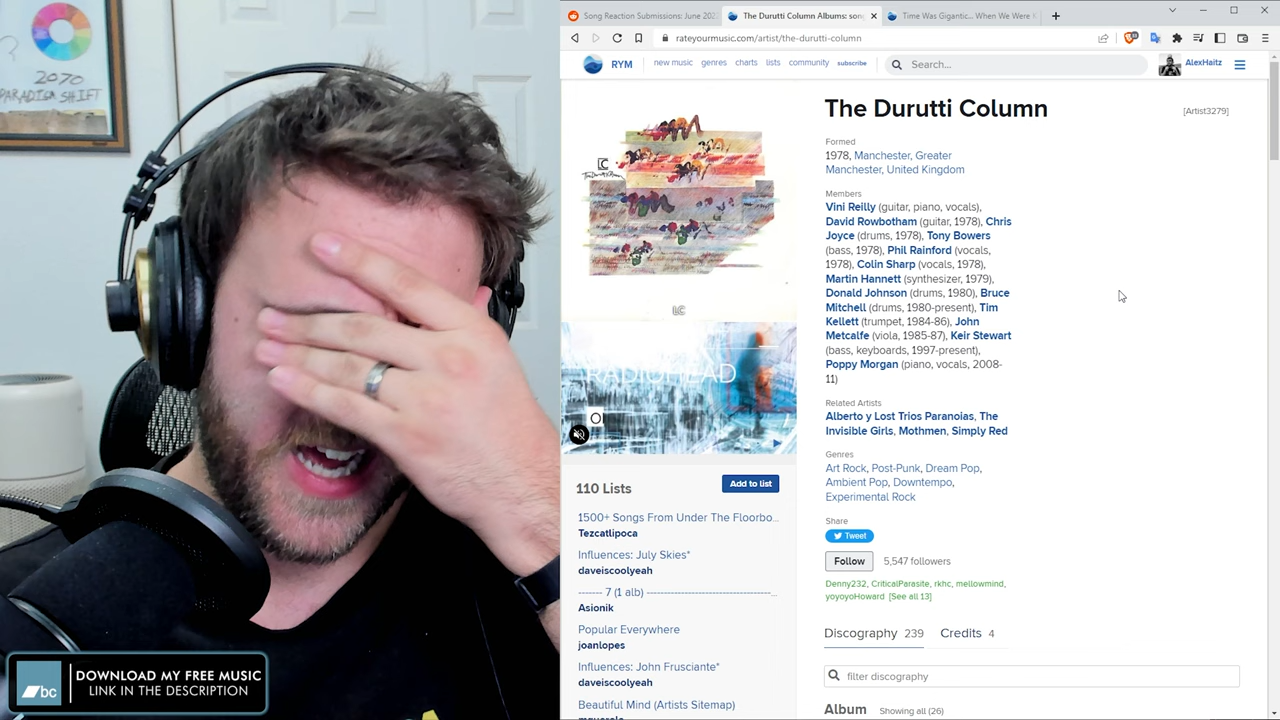 2020
PARADIGM SHIFT
bc
DOWNLOAD MY FREE MUSIC
LINK IN THE DESCRIPTION
Song Reaction Submissions: June 202
The Durutti Column Albums: song
Time Was Gigantic... When We Were K
rateyourmusic.com/artist/the-durutti-column
RYM
new music
genres
charts
lists
community
subscribe
Search...
AlexHaitz
LC
The Durutti Column
LC
RADIOHEAD
110 Lists
Add to list
1500+ Songs From Under The Floorbo...
Tezcatlipoca
Influences: July Skies*
daveiscoolyeah
------- 7 (1 alb) -----------------------------------...
Asionik
Popular Everywhere
joanlopes
Influences: John Frusciante*
daveiscoolyeah
Beautiful Mind (Artists Sitemap)
The Durutti Column
[Artist3279]
Formed
1978, Manchester, Greater
Manchester, United Kingdom
Members
Vini Reilly (guitar, piano, vocals),
David Rowbotham (guitar, 1978), Chris
Joyce (drums, 1978), Tony Bowers
(bass, 1978), Phil Rainford (vocals,
1978), Colin Sharp (vocals, 1978),
Martin Hannett (synthesizer, 1979),
Donald Johnson (drums, 1980), Bruce
Mitchell (drums, 1980-present), Tim
Kellett (trumpet, 1984-86), John
Metcalfe (viola, 1985-87), Keir Stewart
(bass, keyboards, 1997-present),
Poppy Morgan (piano, vocals, 2008-
11)
Related Artists
Alberto y Lost Trios Paranoias, The
Invisible Girls, Mothmen, Simply Red
Genres
Art Rock, Post-Punk, Dream Pop,
Ambient Pop, Downtempo,
Experimental Rock
Share
Tweet
Follow
5,547 followers
Denny232, CriticalParasite, rkhc, mellowmind,
yoyoyoHoward [See all 13]
Discography 239
Credits 4
filter discography
Album Showing all (26)